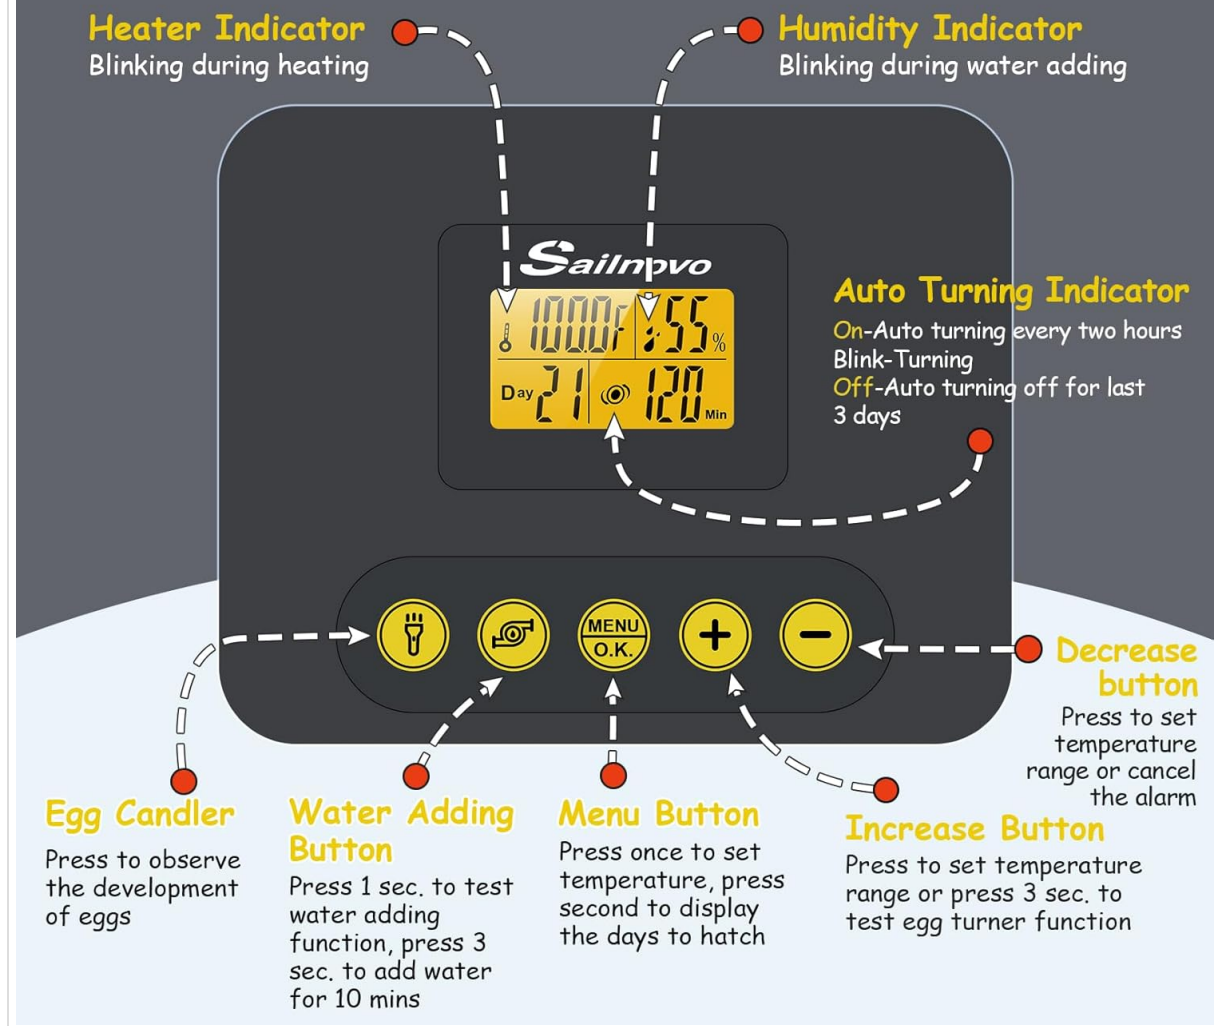 Heater Indicator
Blinking during heating
Humidity Indicator
Blinking during water adding
Sailnovo
100.0F
55%
Day 21
120 Min
Auto Turning Indicator
On-Auto turning every two hours
Blink-Turning
Off-Auto turning off for last
3 days
MENU
O.K.
+
-
Decrease
button
Press to set
temperature
range or cancel
the alarm
Egg Candler
Press to observe
the development
of eggs
Water Adding
Button
Press 1 sec. to test
water adding
function, press 3
sec. to add water
for 10 mins
Menu Button
Press once to set
temperature, press
second to display
the days to hatch
Increase Button
Press to set temperature
range or press 3 sec. to
test egg turner function